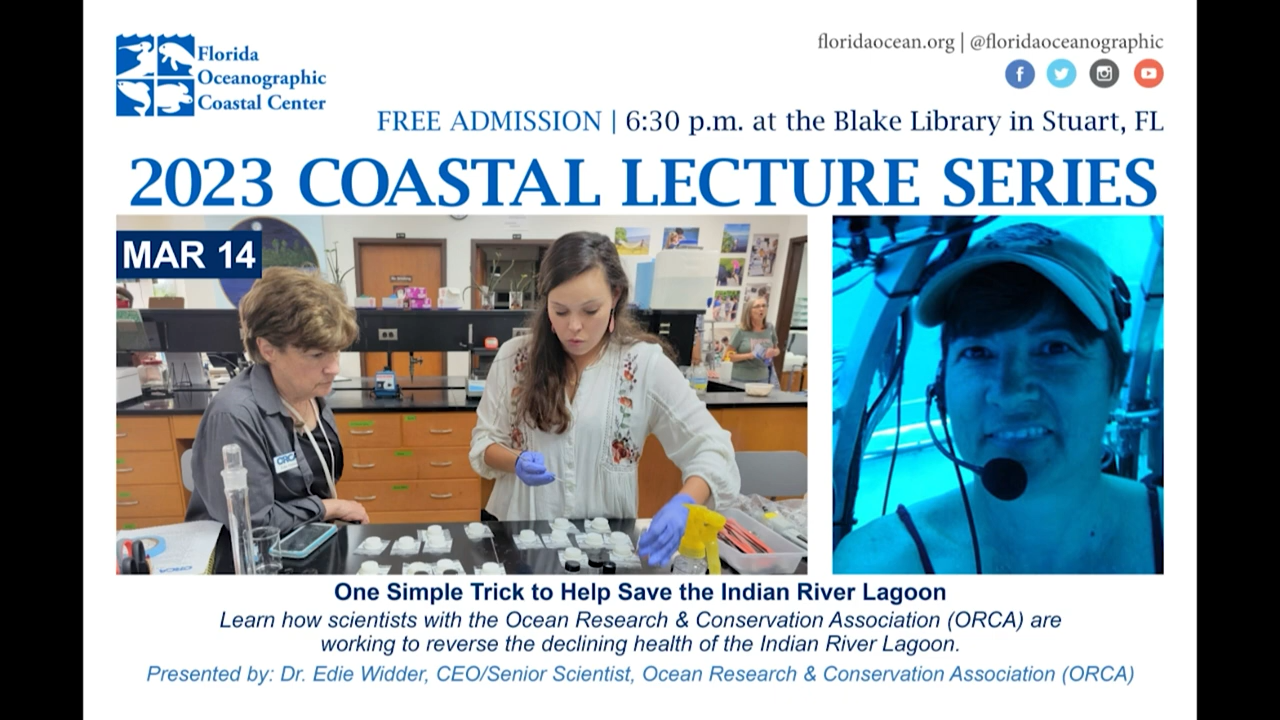 Florida
Oceanographic
Coastal Center
floridaocean.org | @floridaoceanographic
FREE ADMISSION | 6:30 p.m. at the Blake Library in Stuart, FL
2023 COASTAL LECTURE SERIES
MAR 14
ORCA
One Simple Trick to Help Save the Indian River Lagoon
Learn how scientists with the Ocean Research & Conservation Association (ORCA) are
working to reverse the declining health of the Indian River Lagoon.
Presented by: Dr. Edie Widder, CEO/Senior Scientist, Ocean Research & Conservation Association (ORCA)